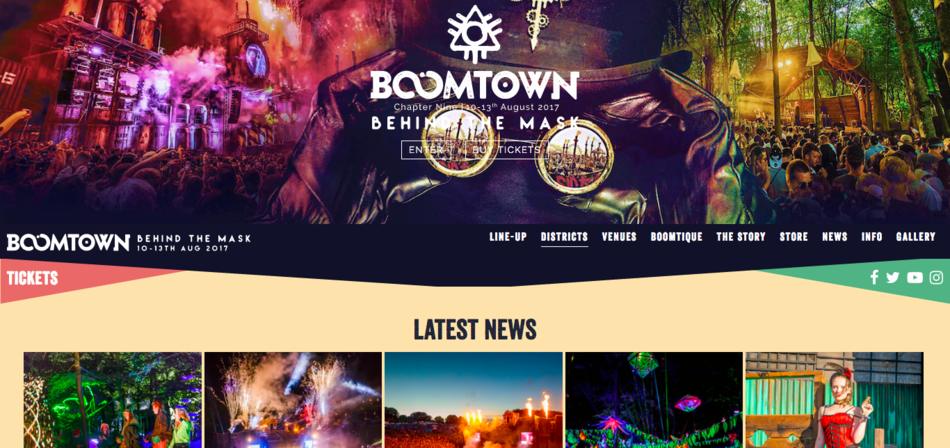 BOOMTOWN
Chapter Nine | 10-13th August 2017
BEHIND THE MASK
ENTER BUY TICKETS
BOOMTOWN BEHIND THE MASK
10-13TH AUG 2017
LINE-UP DISTRICTS VENUES BOOMTIQUE THE STORY STORE NEWS INFO GALLERY
TICKETS
LATEST NEWS